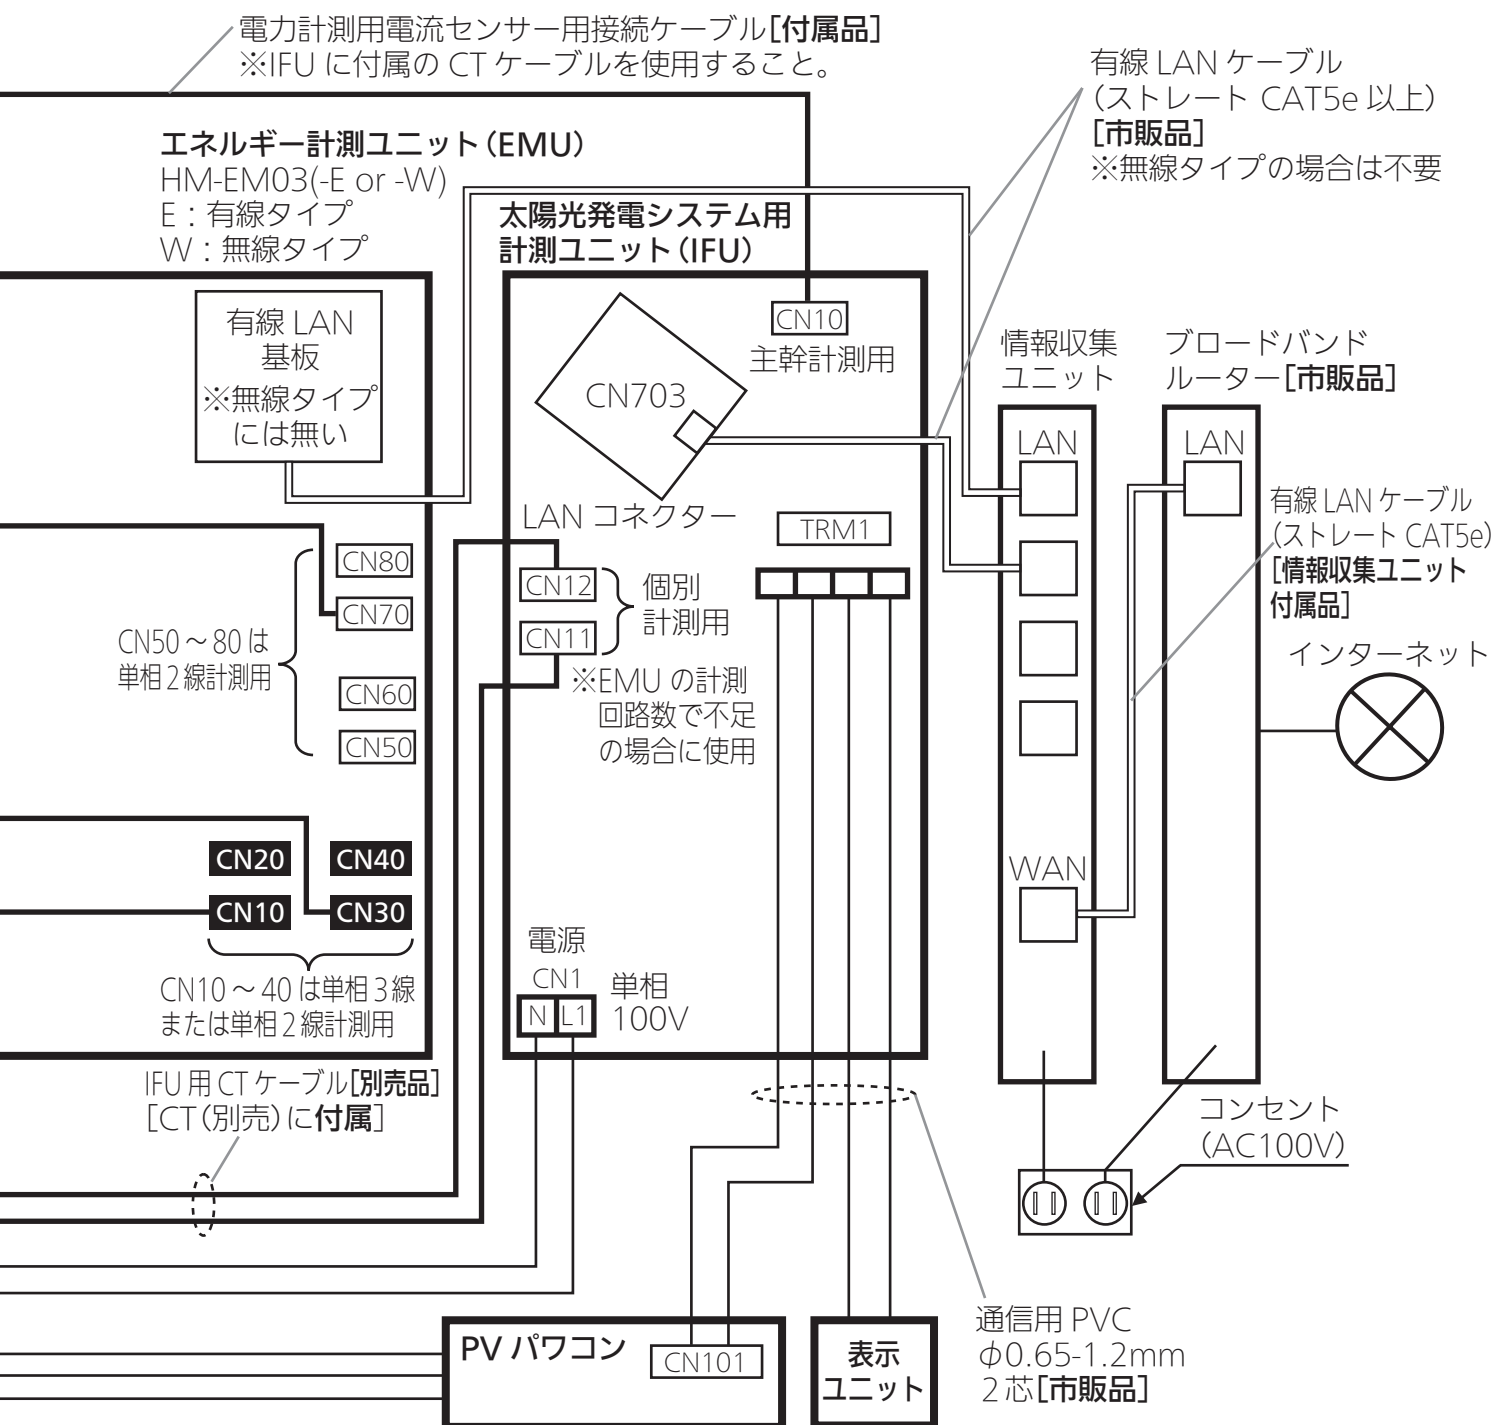 電力計測用電流センサー用接続ケーブル[付属品]
※IFU に付属の CT ケーブルを使用すること。
有線 LAN ケーブル
(ストレート CAT5e 以上)
[市販品]
※無線タイプの場合は不要
エネルギー計測ユニット(EMU)
HM-EM03(-E or -W)
E:有線タイプ
W:無線タイプ
太陽光発電システム用
計測ユニット(IFU)
有線 LAN
基板
※無線タイプ
には無い
CN703
CN10
主幹計測用
情報収集
ユニット
ブロードバンド
ルーター[市販品]
LAN
LAN
LAN コネクター
TRM1
有線 LAN ケーブル
(ストレート CAT5e)
[情報収集ユニット
付属品]
CN80
CN70
CN60
CN50
CN50~80 は
単相2線計測用
CN12
CN11
個別
計測用
※EMU の計測
回路数で不足
の場合に使用
インターネット
CN20
CN40
CN10
CN30
CN10~40 は単相3線
または単相2線計測用
WAN
電源
CN1
N
L1
単相
100V
IFU 用 CT ケーブル[別売品]
[CT(別売)に付属]
コンセント
(AC100V)
PV パワコン
CN101
表示
ユニット
通信用 PVC
φ0.65-1.2mm
2芯[市販品]